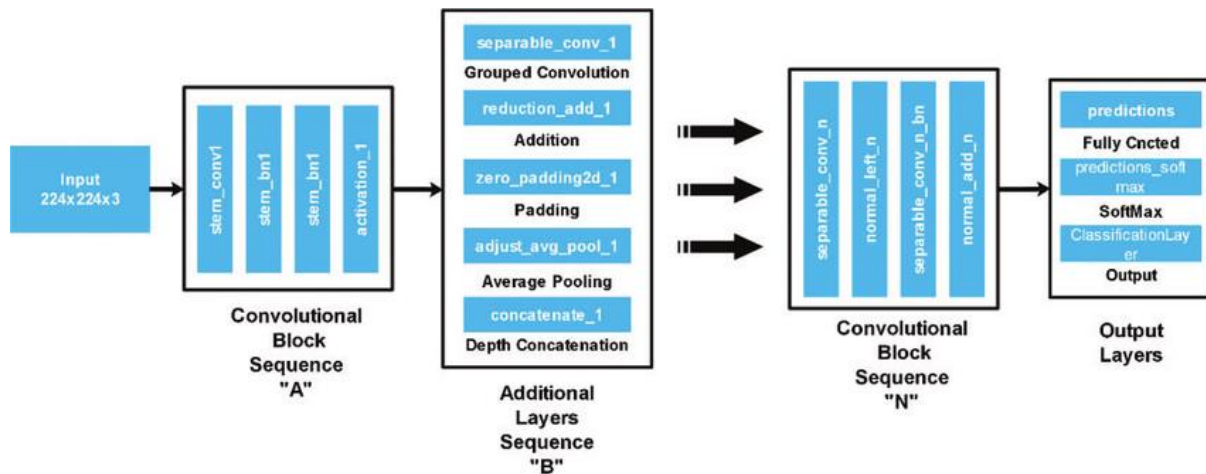 Input
224x224x3
stem_conv1
stem_bn1
stem_bn1
activation_1
Convolutional
Block
Sequence
"A"
separable_conv_1
Grouped Convolution
reduction_add_1
Addition
zero_padding2d_1
Padding
adjust_avg_pool_1
Average Pooling
concatenate_1
Depth Concatenation
Additional
Layers
Sequence
"B"
separable_conv_n
normal_left_n
separable_conv_n_bn
normal_add_n
Convolutional
Block
Sequence
"N"
predictions
Fully Cncted
predictions_soft
max
SoftMax
ClassificationLay
er
Output
Output
Layers